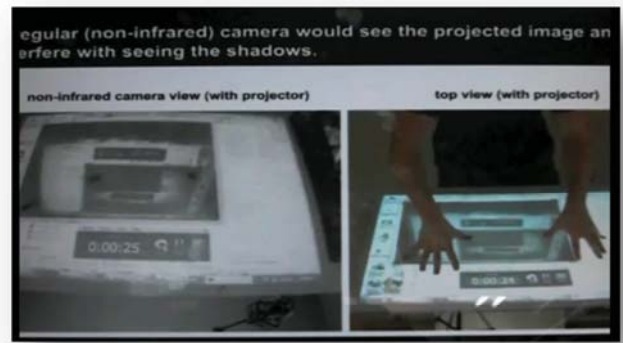 egular (non-infrared) camera would see the projected image an
erfere with seeing the shadows.
non-infrared camera view (with projector)
top view (with projector)
0:00:25
0:00:24